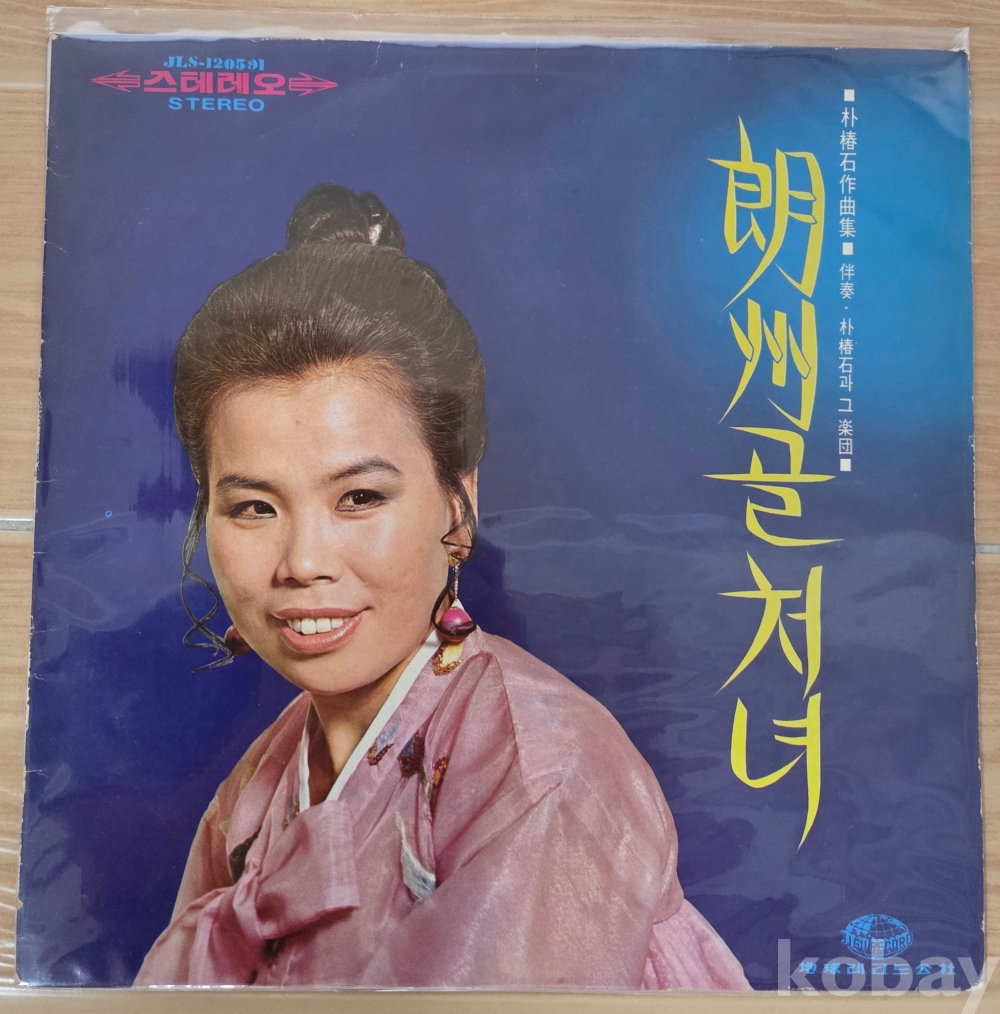 JLS-120591
스테레오
STEREO
■朴椿石作曲集■ 伴奏·朴椿石과 그 楽団■
朗州골처녀
JIGU RECORD
地球레코드公社
kobay